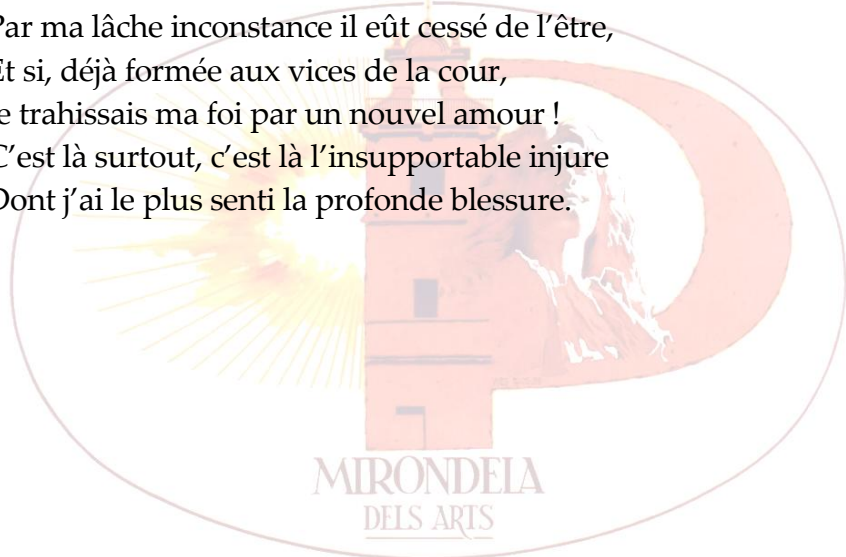 Par ma lâche inconstance il eût cessé de l’être,
Et si, déjà formée aux vices de la cour,
Je trahissais ma foi par un nouvel amour !
C’est là surtout, c’est là l’insupportable injure
Dont j’ai le plus senti la profonde blessure.
MIRONDELA
DELS ARTS